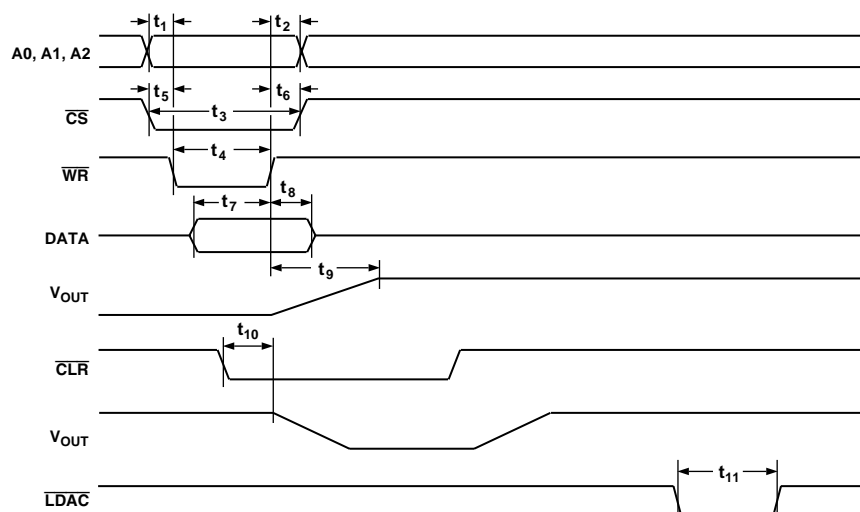 t1 t2
A0, A1, A2
t5 t6
t3
CS
t4
WR
t7 t8
DATA
t9
VOUT
t10
CLR
VOUT
t11
LDAC